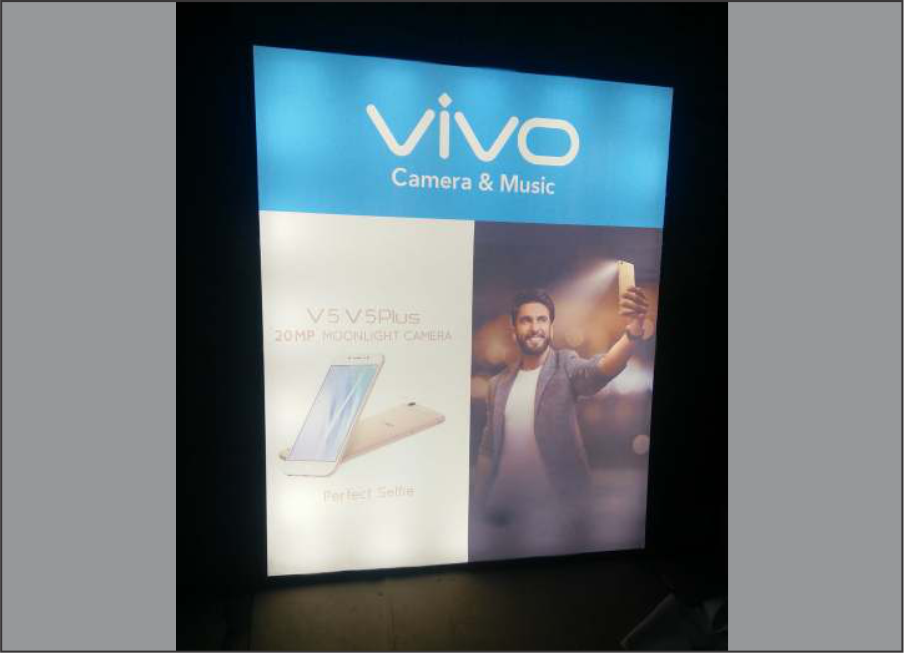 vivo
Camera & Music
V5 V5Plus
20MP MOONLIGHT CAMERA
Perfect Selfie